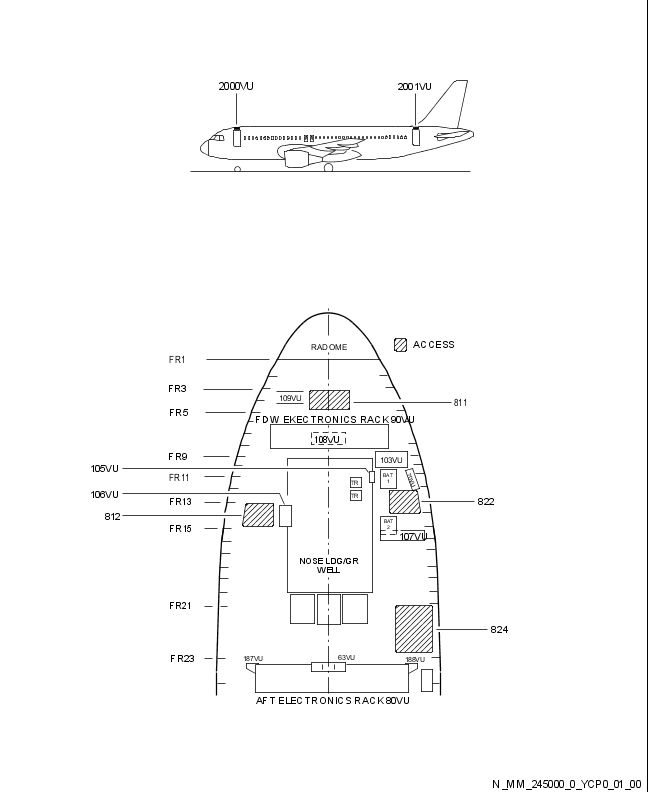 2000VU
2001VU
RADOME
ACCESS
FR1
FR3
109VU
811
FR5
FDW EKECTRONICS RACK 90VU
108VU
FR9
103VU
105VU
FR11
BAT
1
TR
106VU
TR
FR13
822
812
BAT
2
FR15
107VU
NOSE LDG/GR
WELL
FR21
824
FR23
187VU
63VU
188VU
AFT ELECTRONICS RACK 80VU
N_MM_245000_0_YCP0_01_00